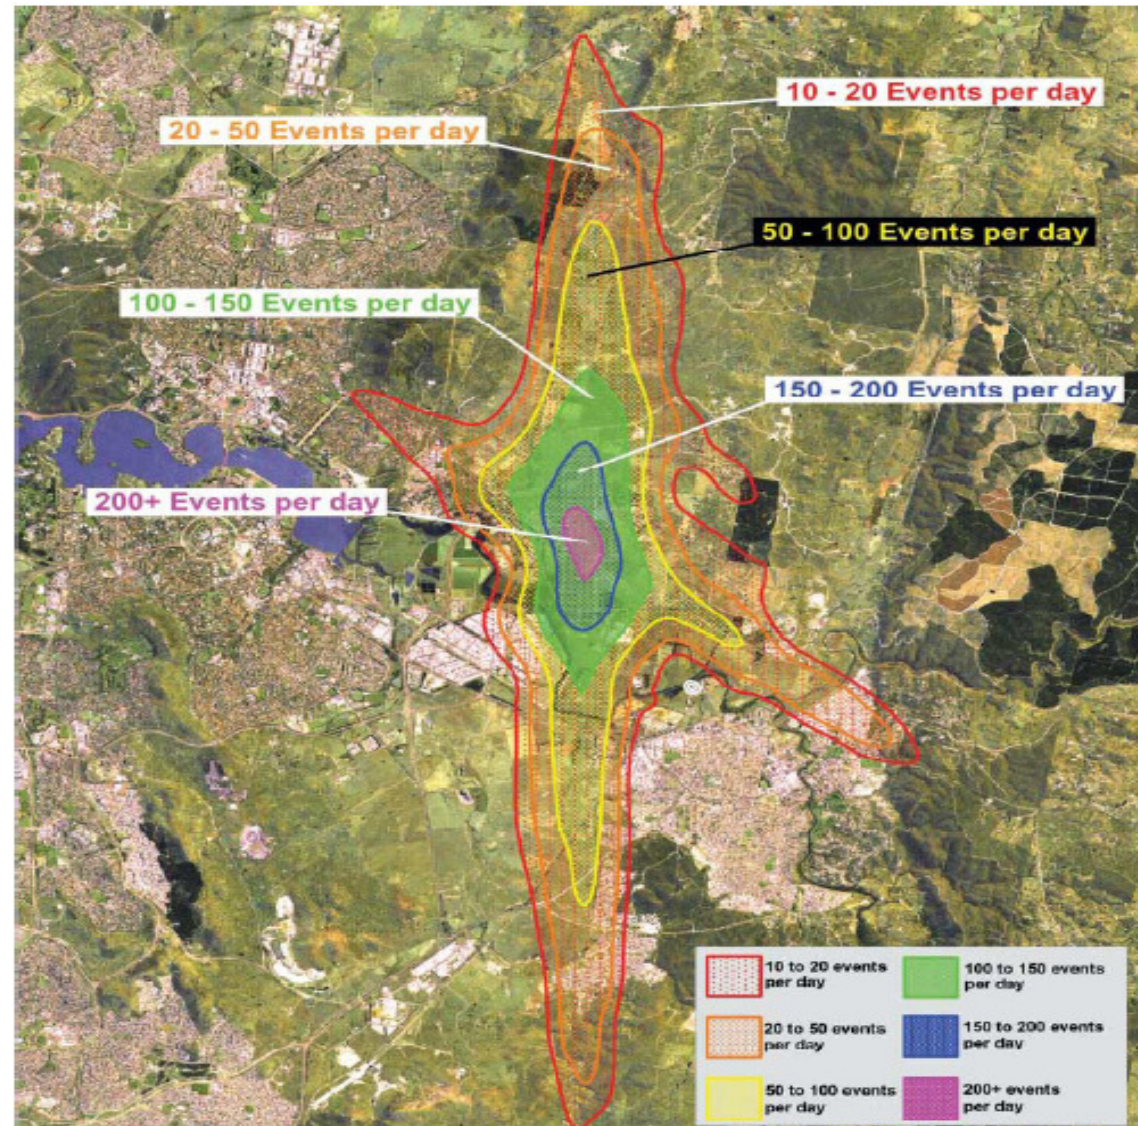 10 - 20 Events per day
20 - 50 Events per day
50 - 100 Events per day
100 - 150 Events per day
150 - 200 Events per day
200+ Events per day
10 to 20 events
per day
100 to 150 events
per day
20 to 50 events
per day
150 to 200 events
per day
50 to 100 events
per day
200+ events
per day